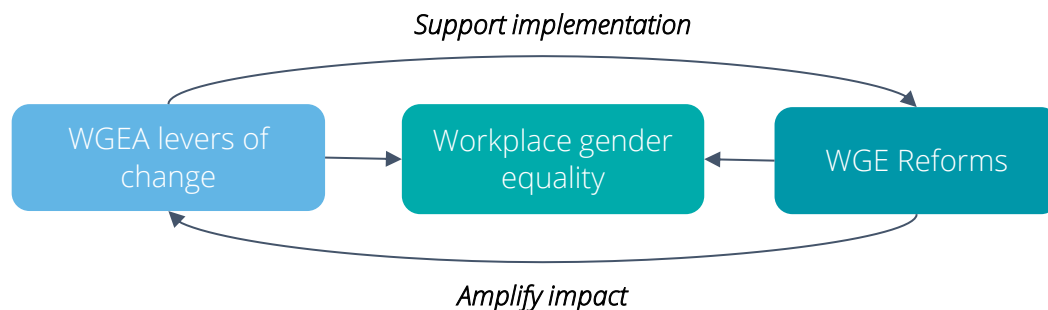 Support implementation
WGEA levers of
change
Workplace gender
equality
WGE Reforms
Amplify impact